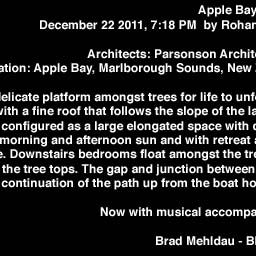 Apple Bay
December 22 2011, 7:18 PM by Rohan
Architects: Parsonson Archit
ation: Apple Bay, Marlborough Sounds, New
delicate platform amongst trees for life to unf
with a fine roof that follows the slope of the la
configured as a large elongated space with
morning and afternoon sun and with retreat
e. Downstairs bedrooms float amongst the tre
the tree tops. The gap and junction between
continuation of the path up from the boat ho
Now with musical accompa
Brad Mehldau - Bl